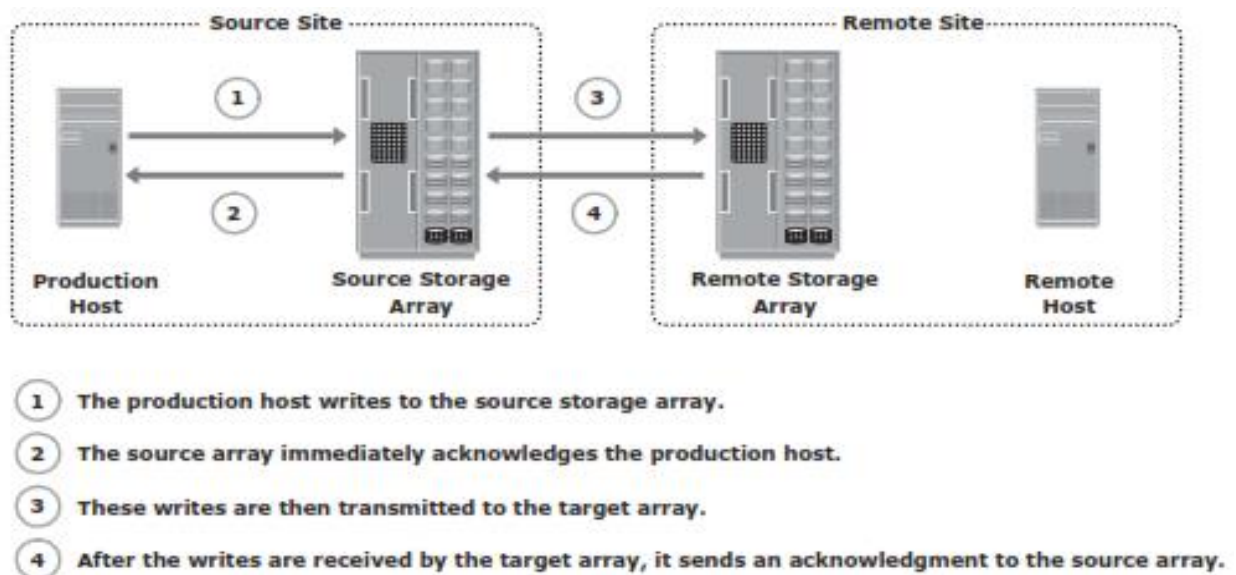 Source Site
Remote Site
1
3
2
4
Production
Host
Source Storage
Array
Remote Storage
Array
Remote
Host
1 The production host writes to the source storage array.
2 The source array immediately acknowledges the production host.
3 These writes are then transmitted to the target array.
4 After the writes are received by the target array, it sends an acknowledgment to the source array.